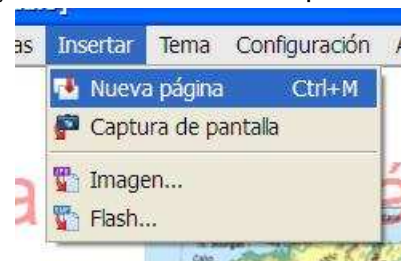 as Insertar Tema Configuración
Nueva página Ctrl+M
Captura de pantalla
Imagen...
Flash...